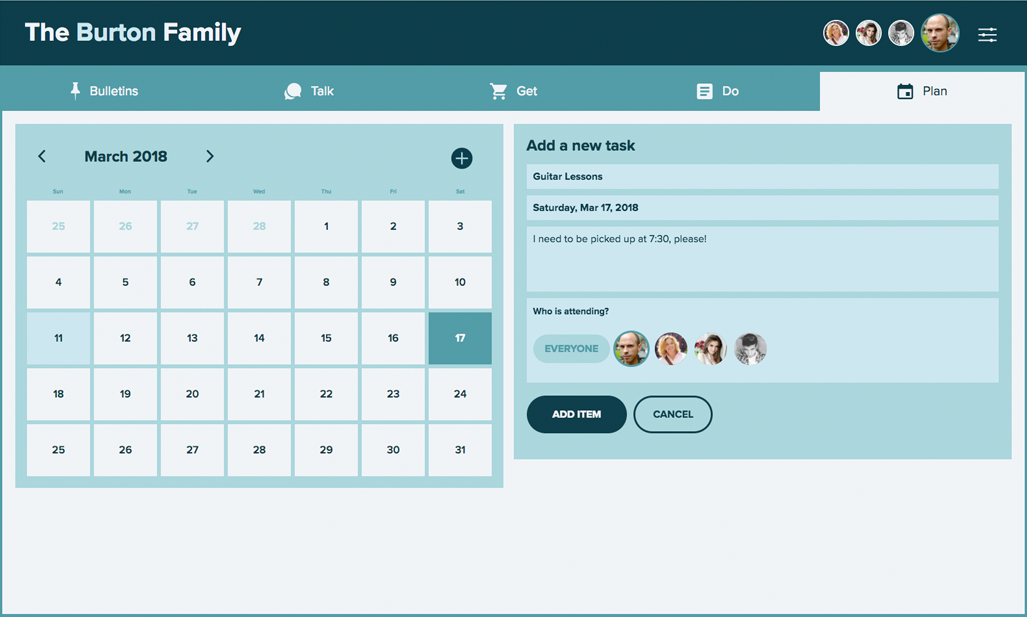 The Burton Family
Bulletins Talk Get Do Plan
March 2018
Sun Mon Tue Wed Thu Fri Sat
25 26 27 28 1 2 3
4 5 6 7 8 9 10
11 12 13 14 15 16 17
18 19 20 21 22 23 24
25 26 27 28 29 30 31
Add a new task
Guitar Lessons
Saturday, Mar 17, 2018
I need to be picked up at 7:30, please!
Who is attending?
EVERYONE
ADD ITEM CANCEL